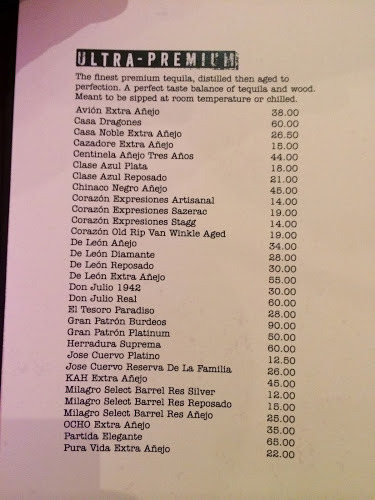 ULTRA-PREMIUM
The finest premium tequila, distilled then aged to
perfection. A perfect taste balance of tequila and wood.
Meant to be sipped at room temperature or chilled.
Avión Extra Añejo 38.00
Casa Dragones 60.00
Casa Noble Extra Añejo 26.50
Cazadore Extra Añejo 15.00
Centinela Añejo Tres Años 44.00
Clase Azul Plata 18.00
Clase Azul Reposado 21.00
Chinaco Negro Añejo 45.00
Corazón Expresiones Artisanal 14.00
Corazón Expresiones Sazerac 19.00
Corazón Expresiones Stagg 14.00
Corazón Old Rip Van Winkle Aged 19.00
De León Añejo 34.00
De León Diamante 28.00
De León Reposado 30.00
De León Extra Añejo 55.00
Don Julio 1942 30.00
Don Julio Real 60.00
El Tesoro Paradiso 28.00
Gran Patrón Burdeos 90.00
Gran Patrón Platinum 50.00
Herradura Suprema 60.00
Jose Cuervo Platino 12.50
Jose Cuervo Reserva De La Familia 26.00
KAH Extra Añejo 45.00
Milagro Select Barrel Res Silver 12.00
Milagro Select Barrel Res Reposado 15.00
Milagro Select Barrel Res Añejo 25.00
OCHO Extra Añejo 35.00
Partida Elegante 65.00
Pura Vida Extra Añejo 22.00